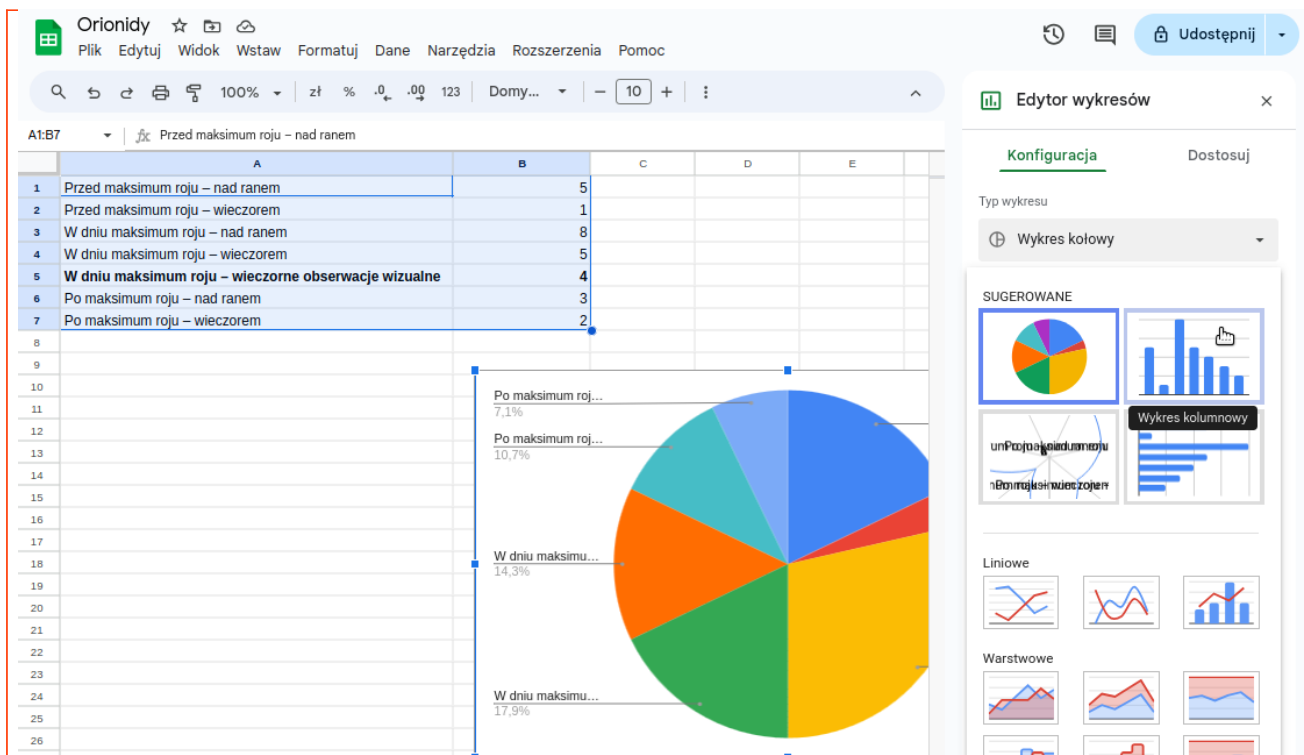 Orionidy
Plik Edytuj Widok Wstaw Formatuj Dane Narzędzia Rozszerzenia Pomoc
Udostępnij
100% zł % .0 .00 123 Domy... 10
A1:B7 fx Przed maksimum roju – nad ranem
A B C D E
1 Przed maksimum roju – nad ranem 5
2 Przed maksimum roju – wieczorem 1
3 W dniu maksimum roju – nad ranem 8
4 W dniu maksimum roju – wieczorem 5
5 W dniu maksimum roju – wieczorne obserwacje wizualne 4
6 Po maksimum roju – nad ranem 3
7 Po maksimum roju – wieczorem 2
8
9
10
11
12
13
14
15
16
17
18
19
20
21
22
23
24
25
26
Po maksimum roj...
7,1%
Po maksimum roj...
10,7%
W dniu maksimu...
14,3%
W dniu maksimu...
17,9%
Edytor wykresów
Konfiguracja Dostosuj
Typ wykresu
Wykres kołowy
SUGEROWANE
Wykres kolumnowy
Liniowe
Warstwowe